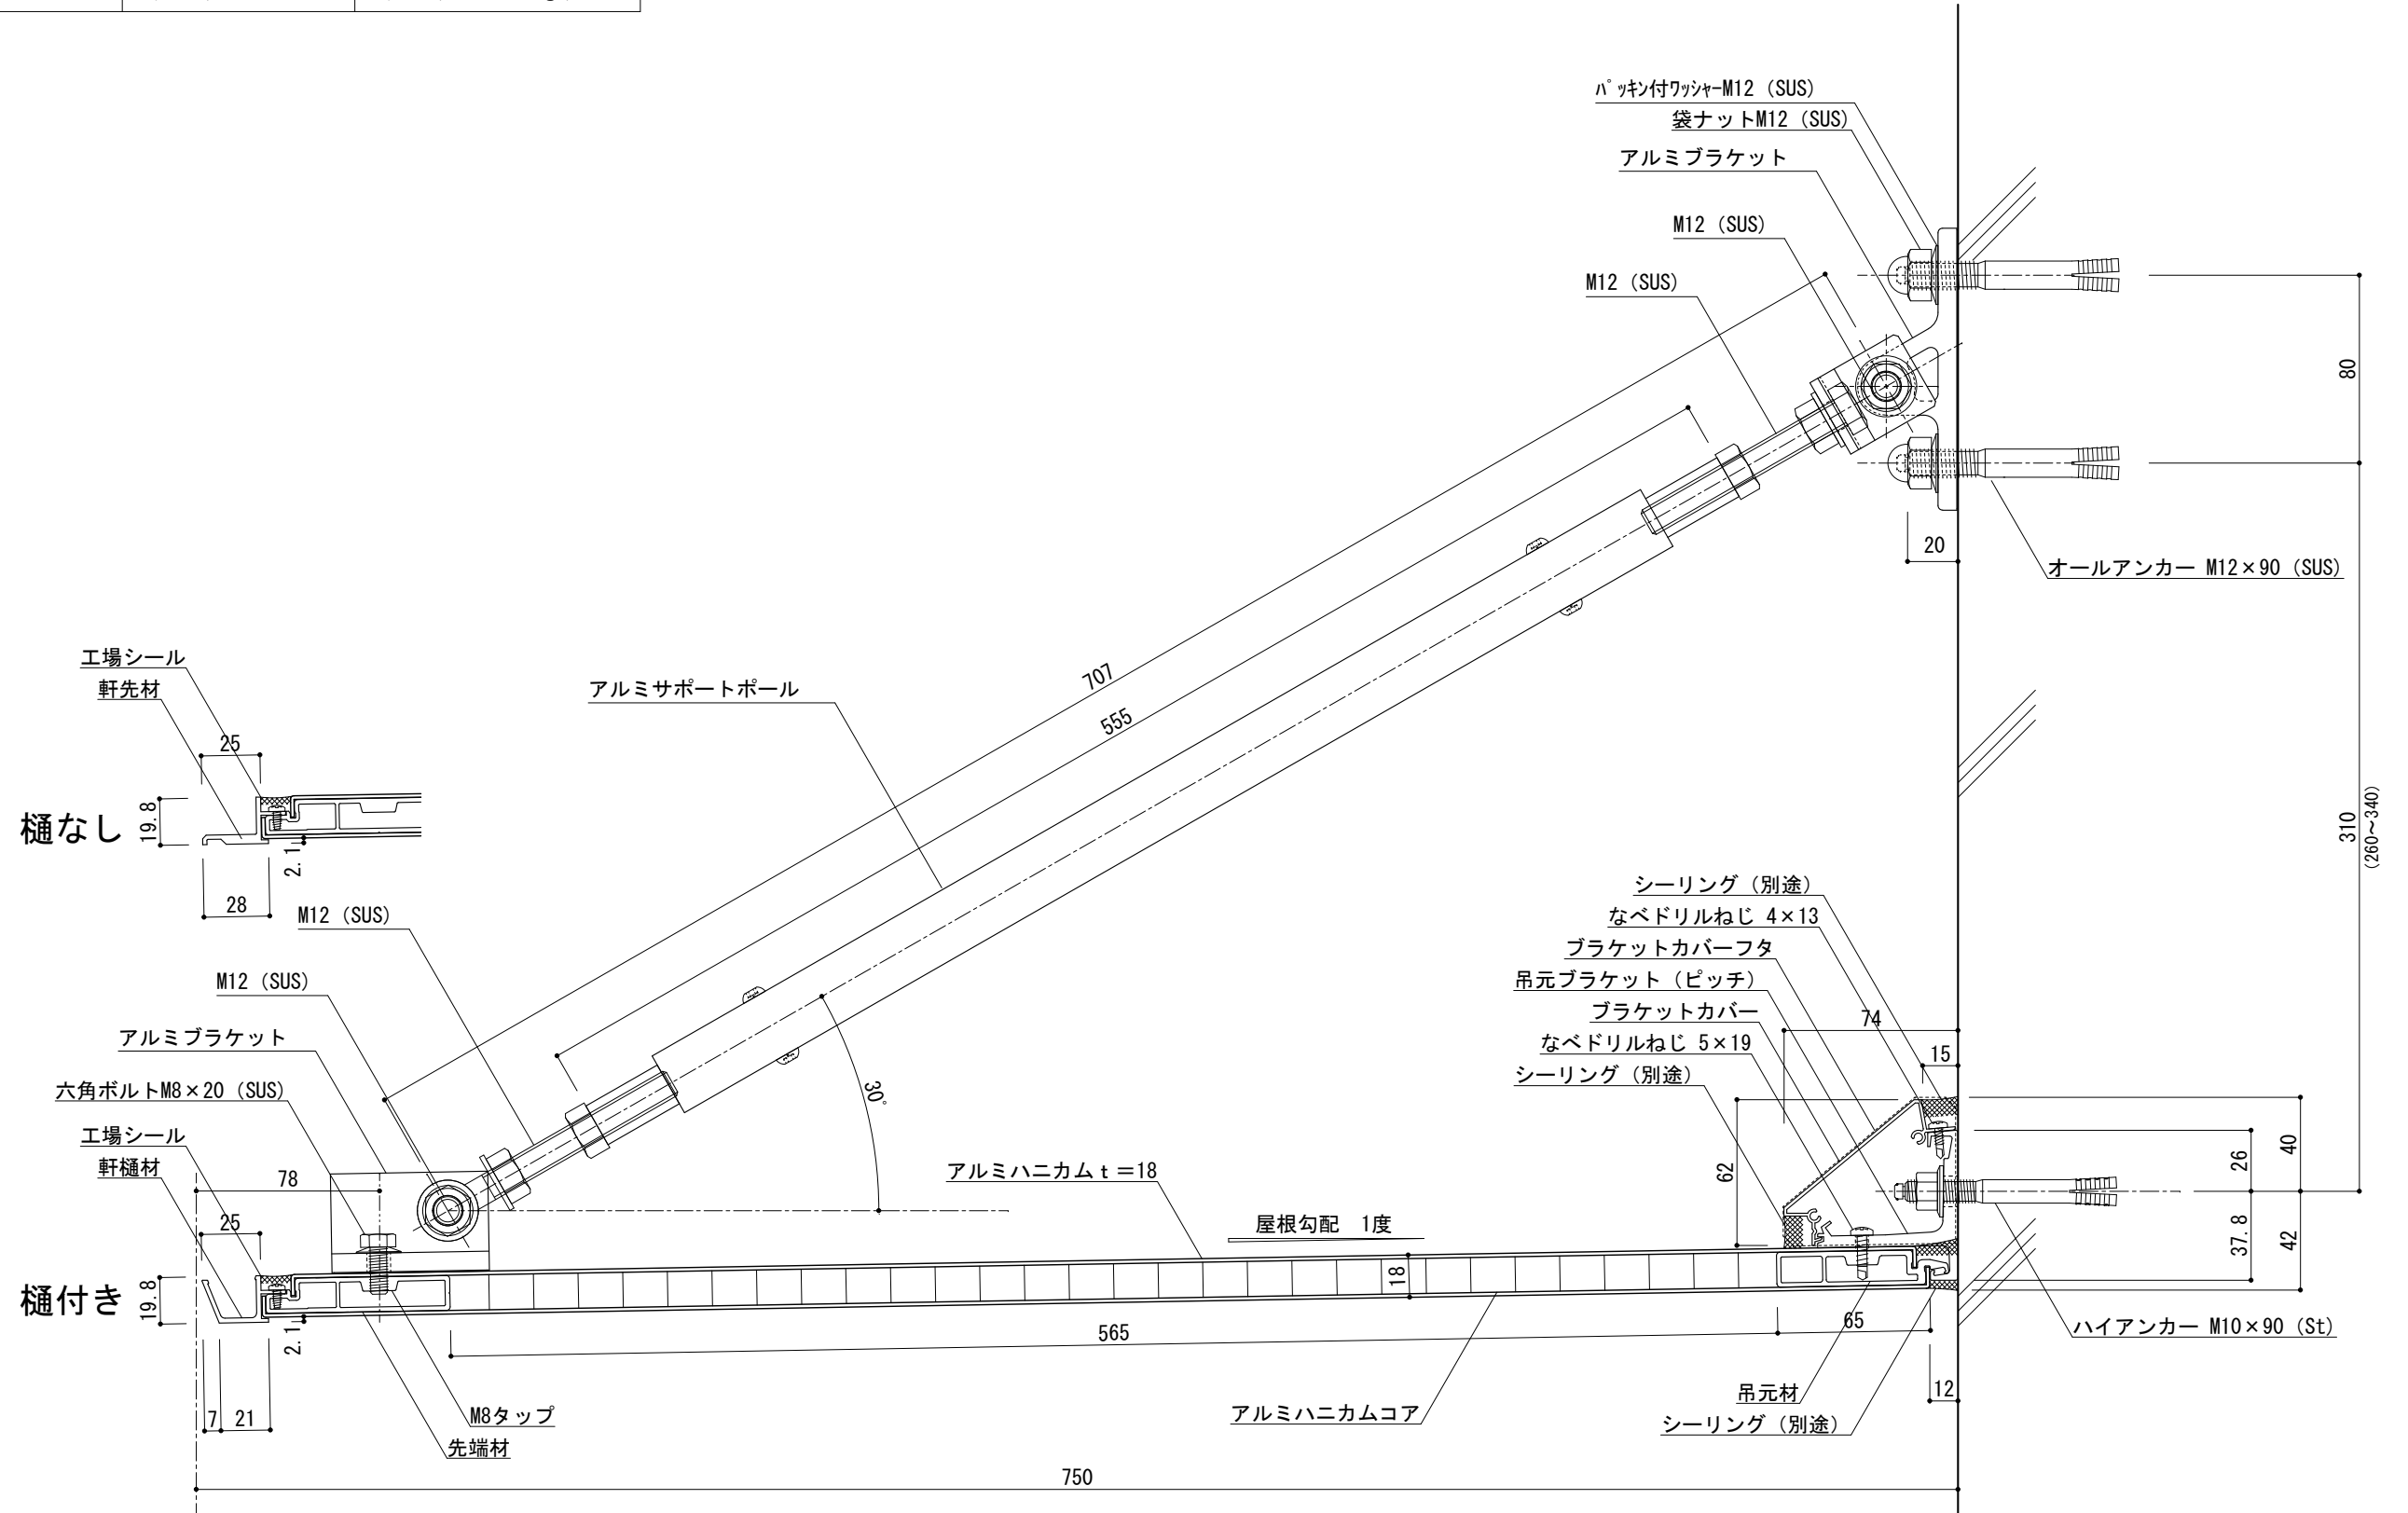 パッキン付ワッシャーM12 (SUS)
袋ナットM12 (SUS)
アルミブラケット
M12 (SUS)
M12 (SUS)
80
20
オールアンカー M12×90 (SUS)
707
555
アルミサポートポール
工場シール
軒先材
25
19.8
樋なし
2.1
28
310
(260~340)
M12 (SUS)
M12 (SUS)
アルミブラケット
六角ボルトM8×20 (SUS)
工場シール
軒樋材
78
25
19.8
樋付き
2.1
7
21
30°
シーリング (別途)
なべドリルねじ 4×13
ブラケットカバーフタ
吊元ブラケット (ピッチ)
ブラケットカバー
なべドリルねじ 5×19
シーリング (別途)
74
15
62
40
26
37.8
42
アルミハニカム t=18
屋根勾配 1度
18
565
65
12
ハイアンカー M10×90 (St)
M8タップ
先端材
アルミハニカムコア
吊元材
シーリング (別途)
750